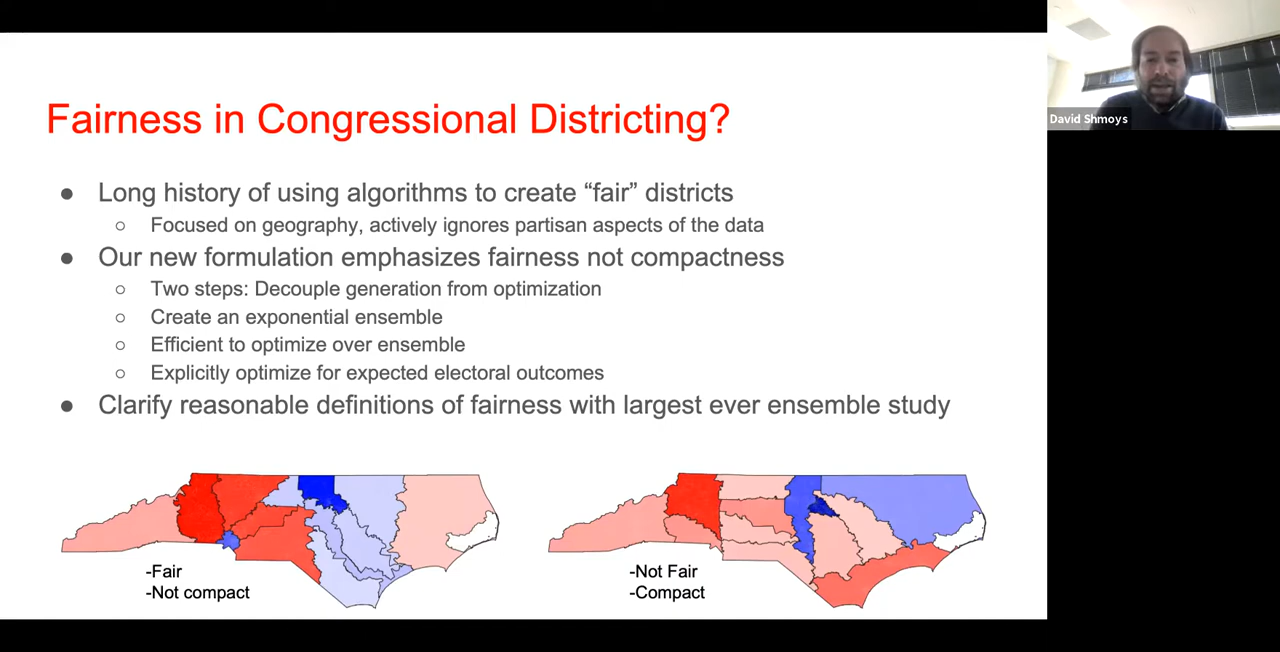 Fairness in Congressional Districting?
David Shmoys
● Long history of using algorithms to create “fair” districts
○ Focused on geography, actively ignores partisan aspects of the data
● Our new formulation emphasizes fairness not compactness
○ Two steps: Decouple generation from optimization
○ Create an exponential ensemble
○ Efficient to optimize over ensemble
○ Explicitly optimize for expected electoral outcomes
● Clarify reasonable definitions of fairness with largest ever ensemble study
-Fair
-Not compact
-Not Fair
-Compact